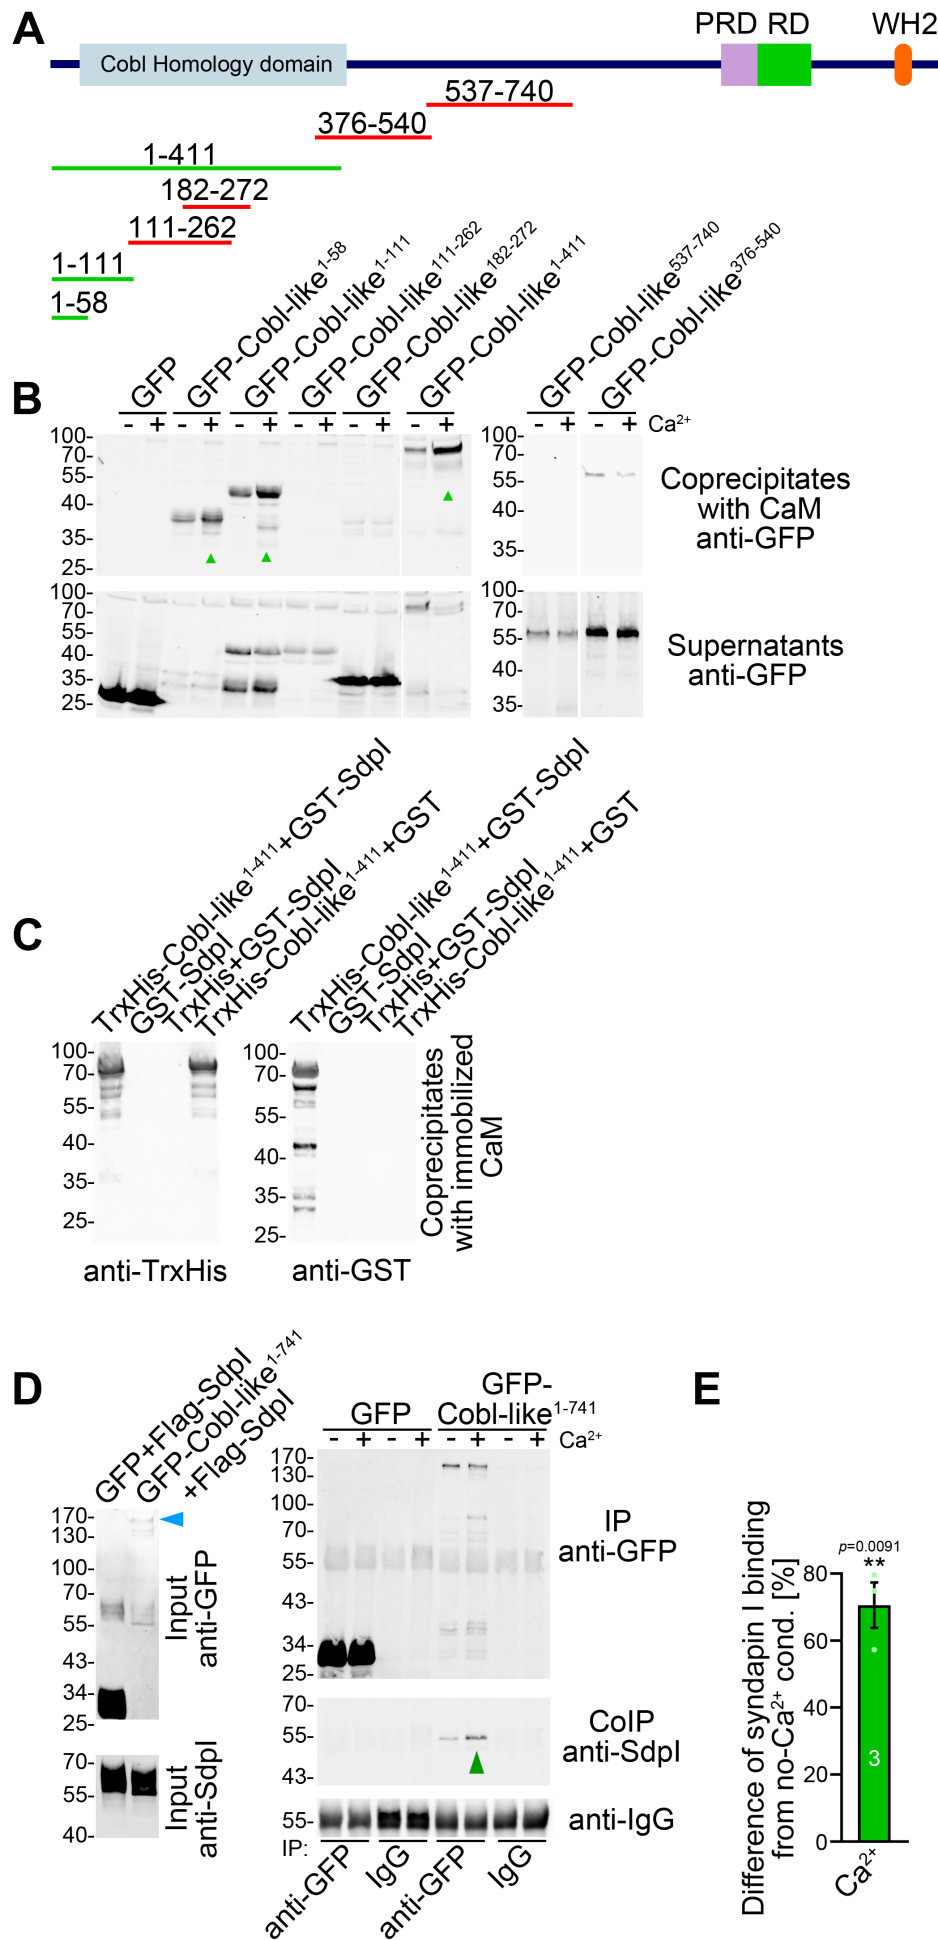 A
PRD RD WH2
Cobl Homology domain
537-740
376-540
1-411
182-272
111-262
1-111
1-58
B
GFP
GFP-Cobl-like1-58
GFP-Cobl-like1-111
GFP-Cobl-like111-262
GFP-Cobl-like182-272
GFP-Cobl-like1-411
GFP-Cobl-like537-740
GFP-Cobl-like376-540
- + - + - + - + - + - + - + - + Ca2+
100-
70-
55-
40-
35-
25-
100-
70-
55-
40-
35-
Coprecipitates
with CaM
anti-GFP
100-
70-
55-
40-
35-
25-
100-
70-
55-
40-
35-
Supernatants
anti-GFP
C
TrxHis-Cobl-like1-411+GST-SdpI
GST-SdpI
TrxHis+GST-SdpI
TrxHis-Cobl-like1-411+GST
TrxHis-Cobl-like1-411+GST-SdpI
GST-SdpI
TrxHis+GST-SdpI
TrxHis-Cobl-like1-411+GST
100-
70-
55-
40-
35-
25-
100-
70-
55-
40-
35-
25-
Coprecipitates
with immobilized
CaM
anti-TrxHis
anti-GST
D
GFP+Flag-SdpI
GFP-Cobl-like1-741
+Flag-SdpI
170-
130-
100-
70-
55-
43-
34-
25-
Input
anti-GFP
70-
55-
40-
Input
anti-SdpI
GFP
GFP-
Cobl-like1-741
- + - + - + - + Ca2+
170-
130-
100-
70-
55-
43-
34-
25-
IP
anti-GFP
70-
55-
43-
CoIP
anti-SdpI
55-
anti-IgG
IP:
anti-GFP
IgG
anti-GFP
IgG
E
Difference of syndapin I binding
from no-Ca2+ cond. [%]
p=0.0091
**
80
60
40
20
0
3
Ca2+